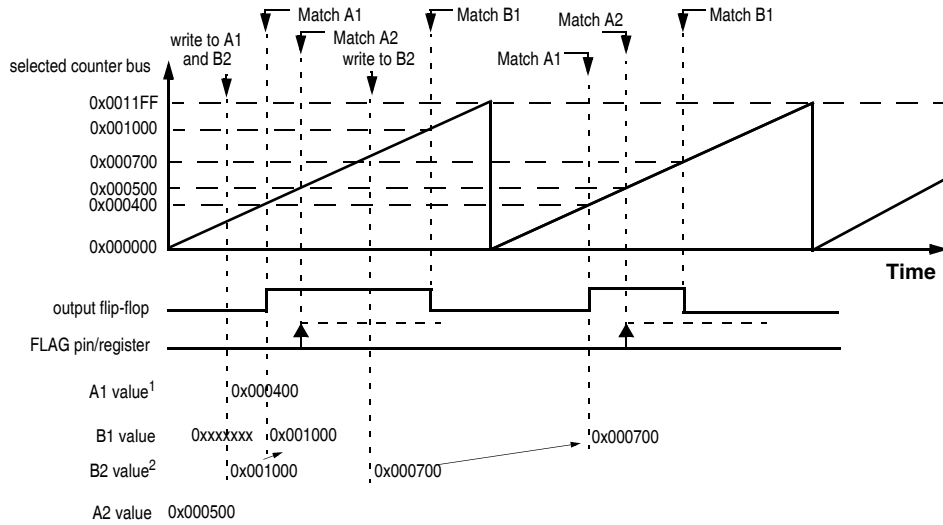 Match A1
Match B1
Match B1
write to A1
and B2
Match A2
write to B2
Match A2
Match A1
selected counter bus
0x0011FF
0x001000
0x000700
0x000500
0x000400
0x000000
Time
output flip-flop
FLAG pin/register
A1 value1
0x000400
B1 value
0xxxxxxx
0x001000
0x000700
B2 value2
0x001000
0x000700
A2 value
0x000500